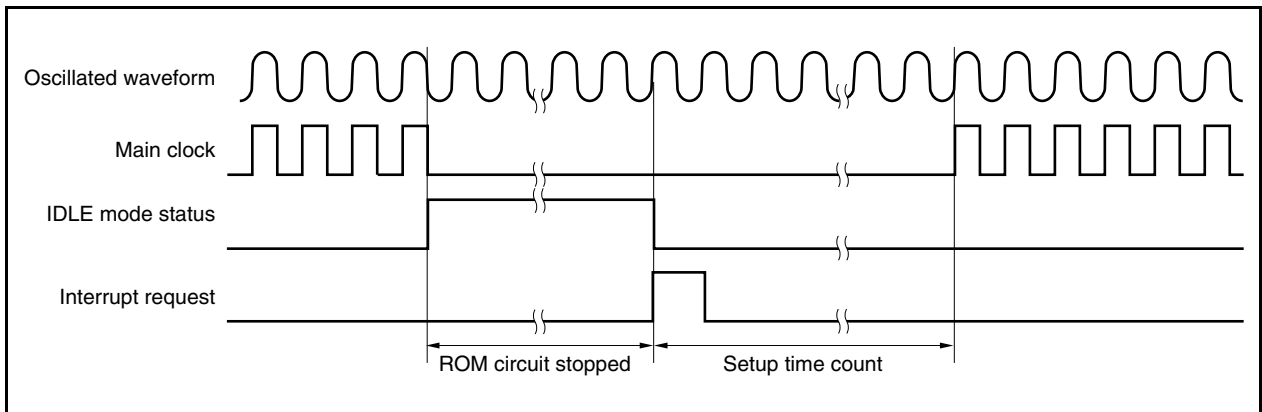 Oscillated waveform
Main clock
IDLE mode status
Interrupt request
ROM circuit stopped
Setup time count